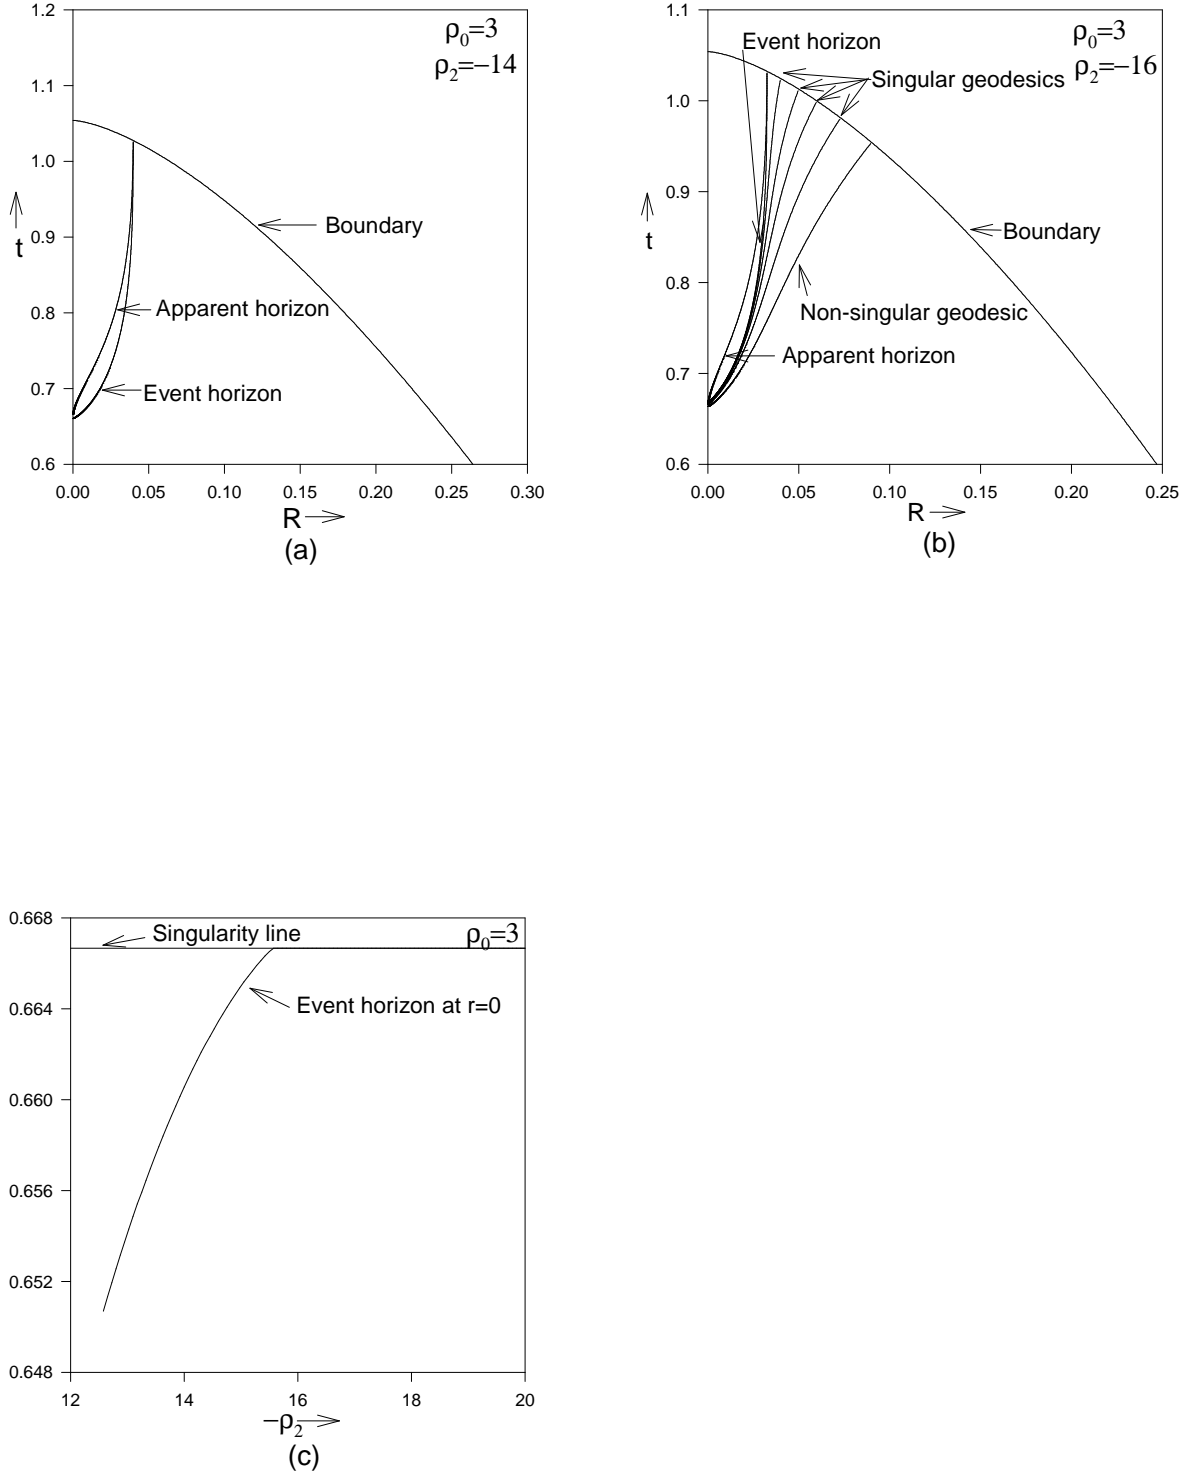 1.2
1.1
1.0
0.9
0.8
0.7
0.6
t
ρ0=3
ρ2=−14
Boundary
Apparent horizon
Event horizon
0.00 0.05 0.10 0.15 0.20 0.25 0.30
R
(a)
1.1
1.0
0.9
0.8
0.7
0.6
t
Event horizon
ρ0=3
ρ2=−16
Singular geodesics
Boundary
Non-singular geodesic
Apparent horizon
0.00 0.05 0.10 0.15 0.20 0.25
R
(b)
0.668
0.664
0.660
0.656
0.652
0.648
Singularity line
ρ0=3
Event horizon at r=0
12 14 16 18 20
−ρ2
(c)